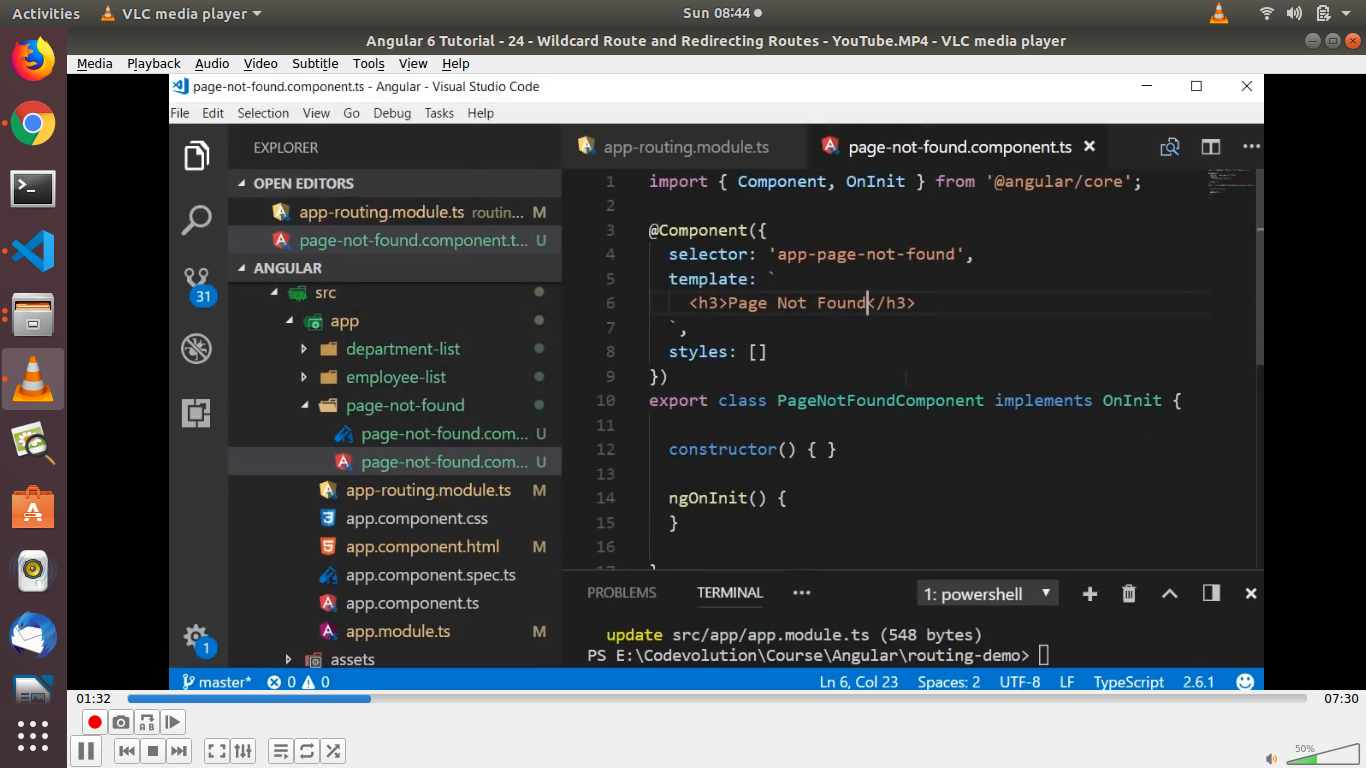 Activities VLC media player Sun 08:44
Angular 6 Tutorial - 24 - Wildcard Route and Redirecting Routes - YouTube.MP4 - VLC media player
Media Playback Audio Video Subtitle Tools View Help
page-not-found.component.ts - Angular - Visual Studio Code
File Edit Selection View Go Debug Tasks Help
EXPLORER
OPEN EDITORS
app-routing.module.ts routin... M
page-not-found.component.t... U
ANGULAR
src
app
department-list
employee-list
page-not-found
page-not-found.com... U
page-not-found.com... U
app-routing.module.ts M
app.component.css
app.component.html M
app.component.spec.ts
app.component.ts
app.module.ts M
assets
31
1
app-routing.module.ts page-not-found.component.ts
1 import { Component, OnInit } from '@angular/core';
2
3 @Component({
4 selector: 'app-page-not-found',
5 template: `
6 <h3>Page Not Found</h3>
7 `,
8 styles: []
9 })
10 export class PageNotFoundComponent implements OnInit {
11
12 constructor() { }
13
14 ngOnInit() {
15 }
16
17 }
PROBLEMS TERMINAL ... 1: powershell
update src/app/app.module.ts (548 bytes)
PS E:\Codevolution\Course\Angular\routing-demo>
master* 0 0 Ln 6, Col 23 Spaces: 2 UTF-8 LF TypeScript 2.6.1
01:32 07:30
A B
50%